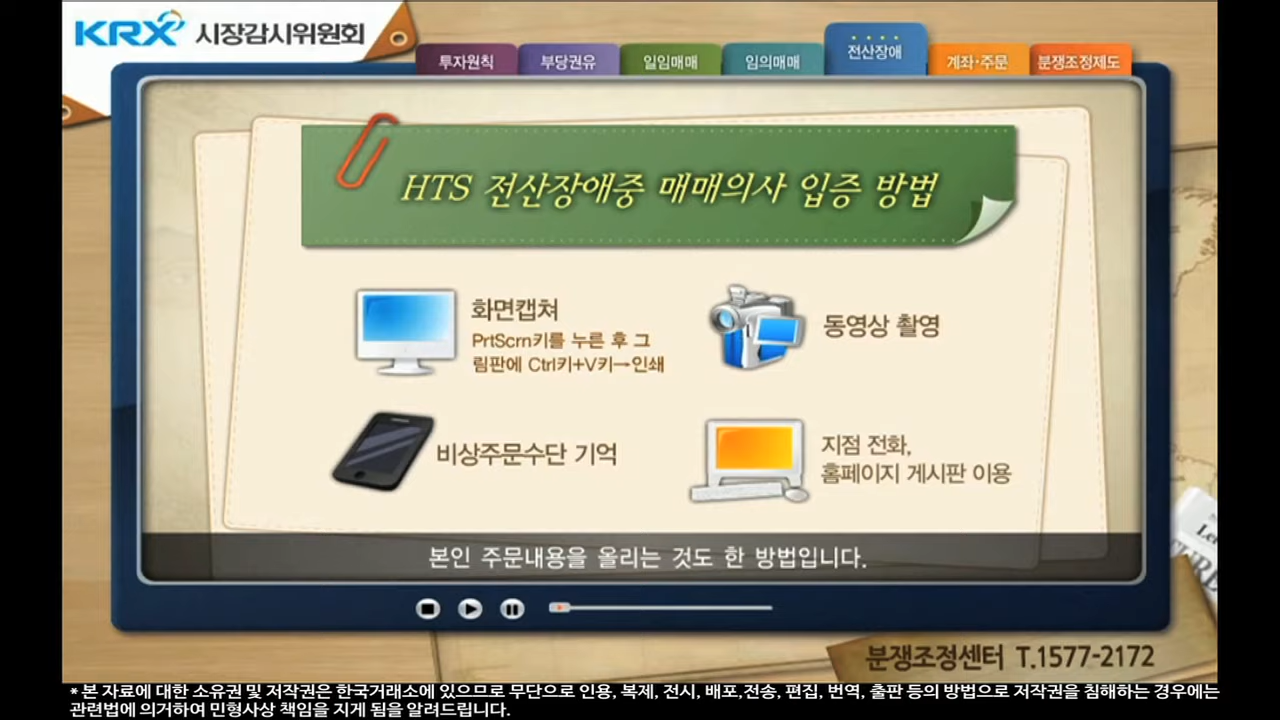 KRX 시장감시위원회
투자원칙
부당권유
일임매매
임의매매
전산장애
계좌·주문
분쟁조정제도
HTS 전산장애중 매매의사 입증 방법
화면캡쳐
PrtScrn키를 누른 후 그
림판에 Ctrl키+V키→인쇄
동영상 촬영
비상주문수단 기억
지점 전화,
홈페이지 게시판 이용
본인 주문내용을 올리는 것도 한 방법입니다.
분쟁조정센터 T.1577-2172
* 본 자료에 대한 소유권 및 저작권은 한국거래소에 있으므로 무단으로 인용, 복제, 전시, 배포,전송, 편집, 번역, 출판 등의 방법으로 저작권을 침해하는 경우에는
관련법에 의거하여 민형사상 책임을 지게 됨을 알려드립니다.